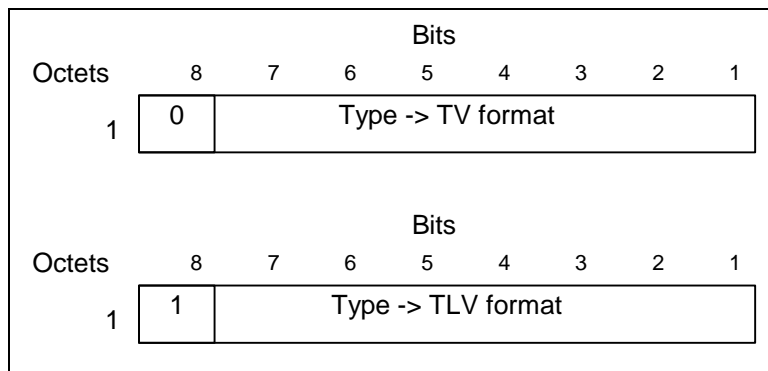 Bits
Octets 8 7 6 5 4 3 2 1
1 0 Type -> TV format
Bits
Octets 8 7 6 5 4 3 2 1
1 1 Type -> TLV format